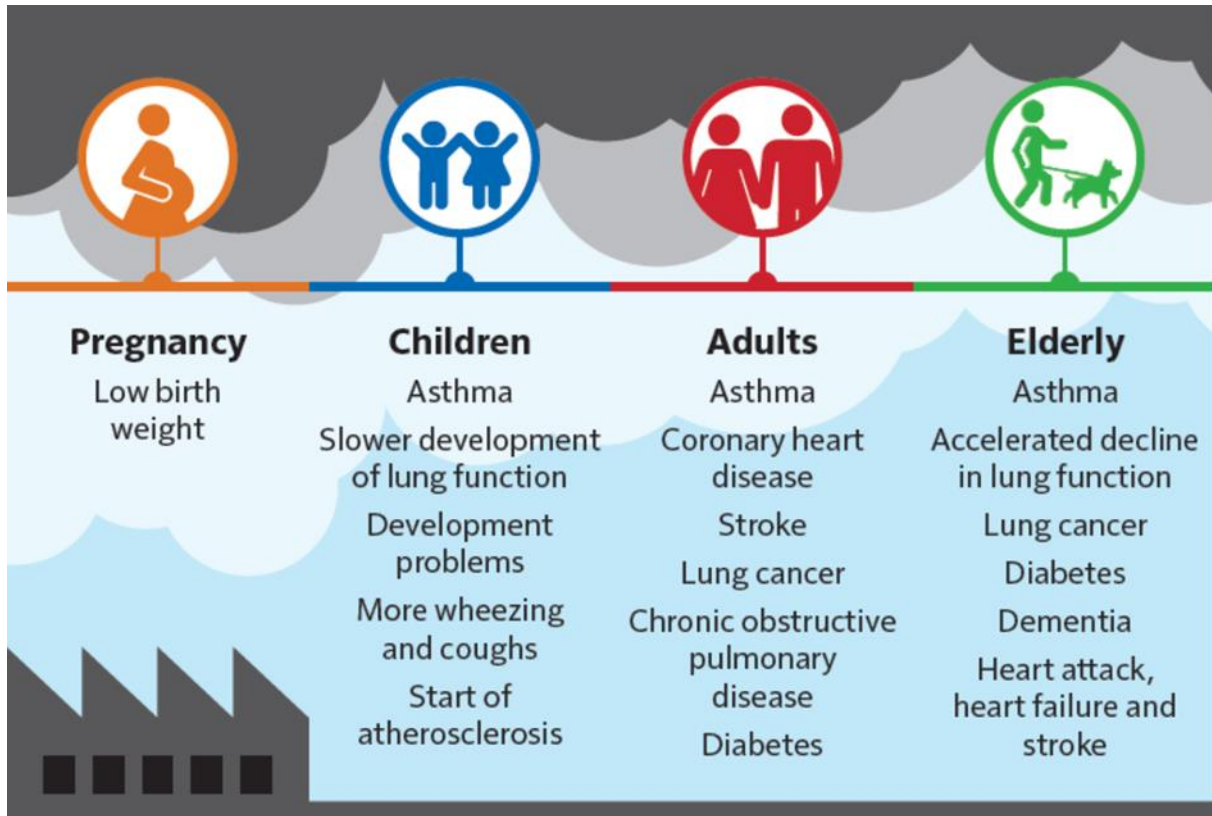 Pregnancy
Low birth
weight
Children
Asthma
Slower development
of lung function
Development
problems
More wheezing
and coughs
Start of
atherosclerosis
Adults
Asthma
Coronary heart
disease
Stroke
Lung cancer
Chronic obstructive
pulmonary
disease
Diabetes
Elderly
Asthma
Accelerated decline
in lung function
Lung cancer
Diabetes
Dementia
Heart attack,
heart failure and
stroke